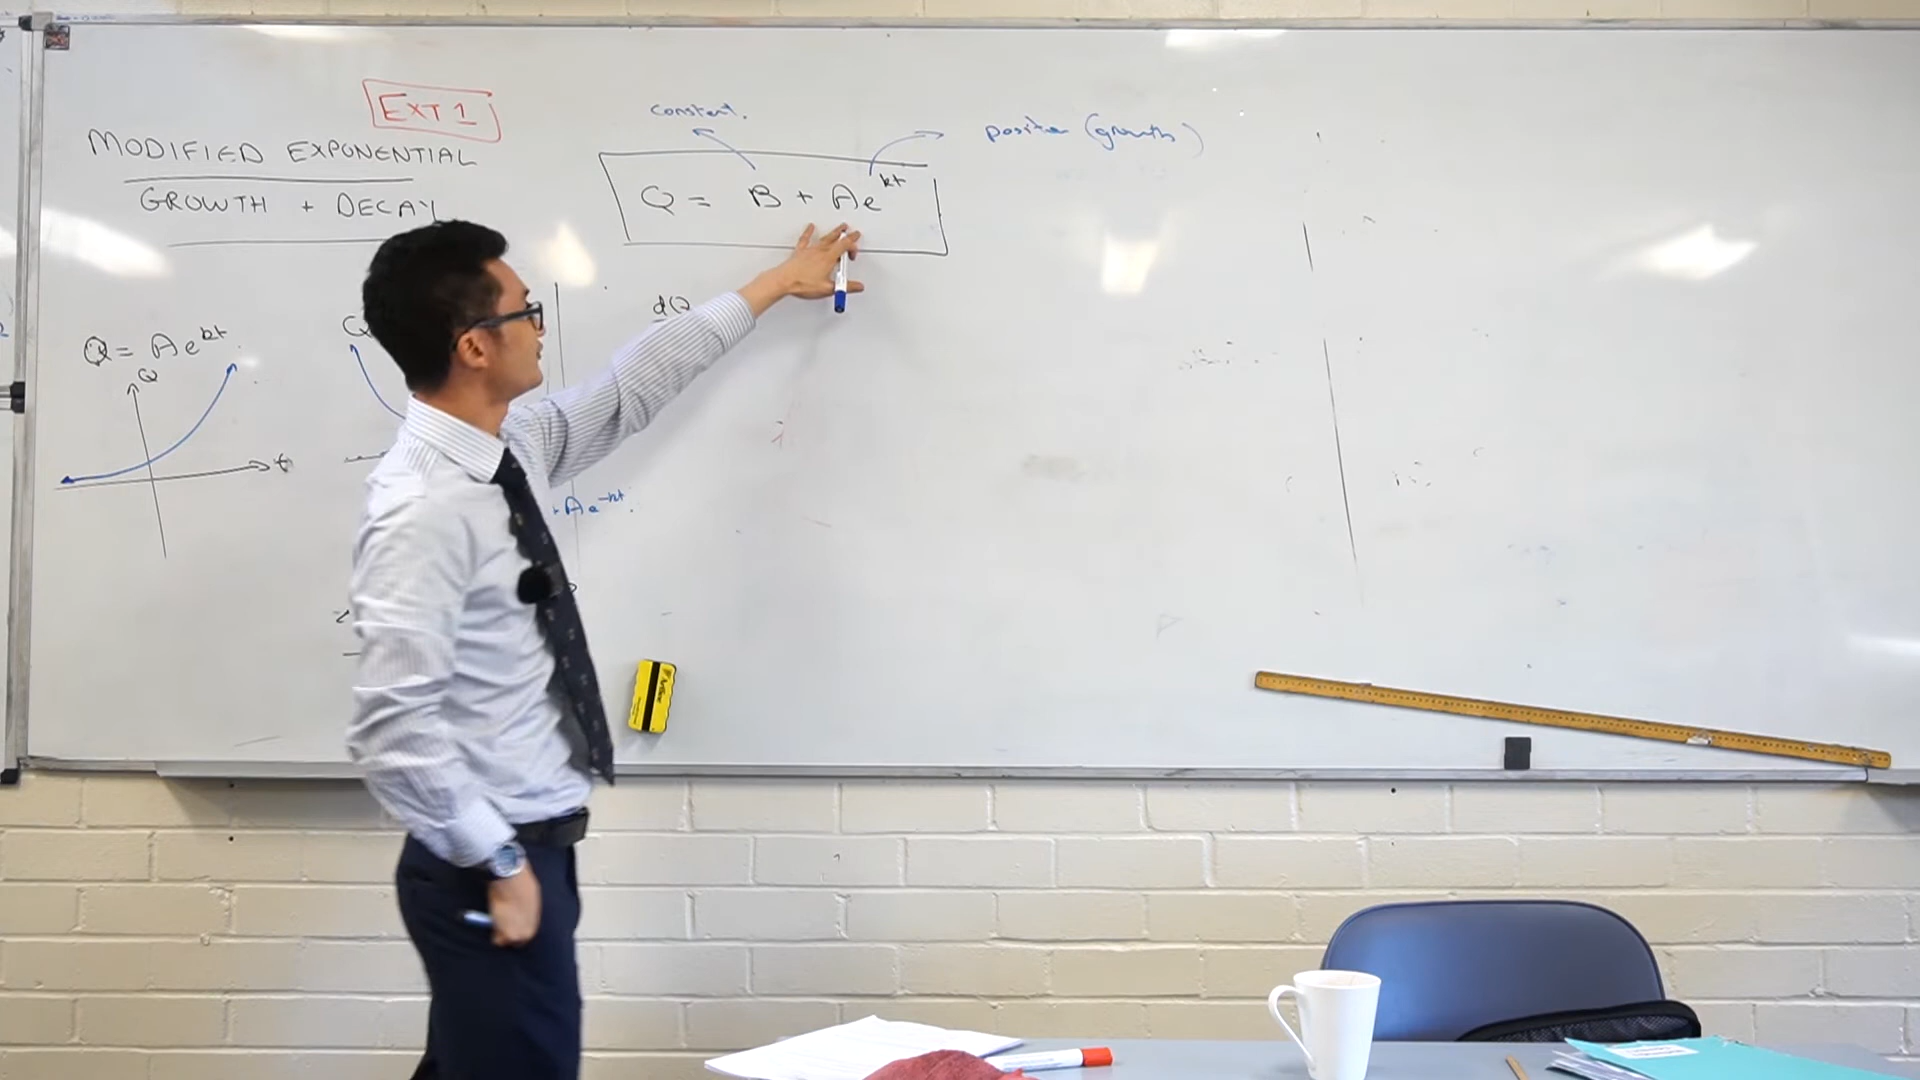 EXT 1
MODIFIED EXPONENTIAL
GROWTH + DECAY
constant.
positive (growth)
Q = B + Ae^kt
dQ
Q = Ae^kt.
Q
t
Q
+ Ae^-kt.